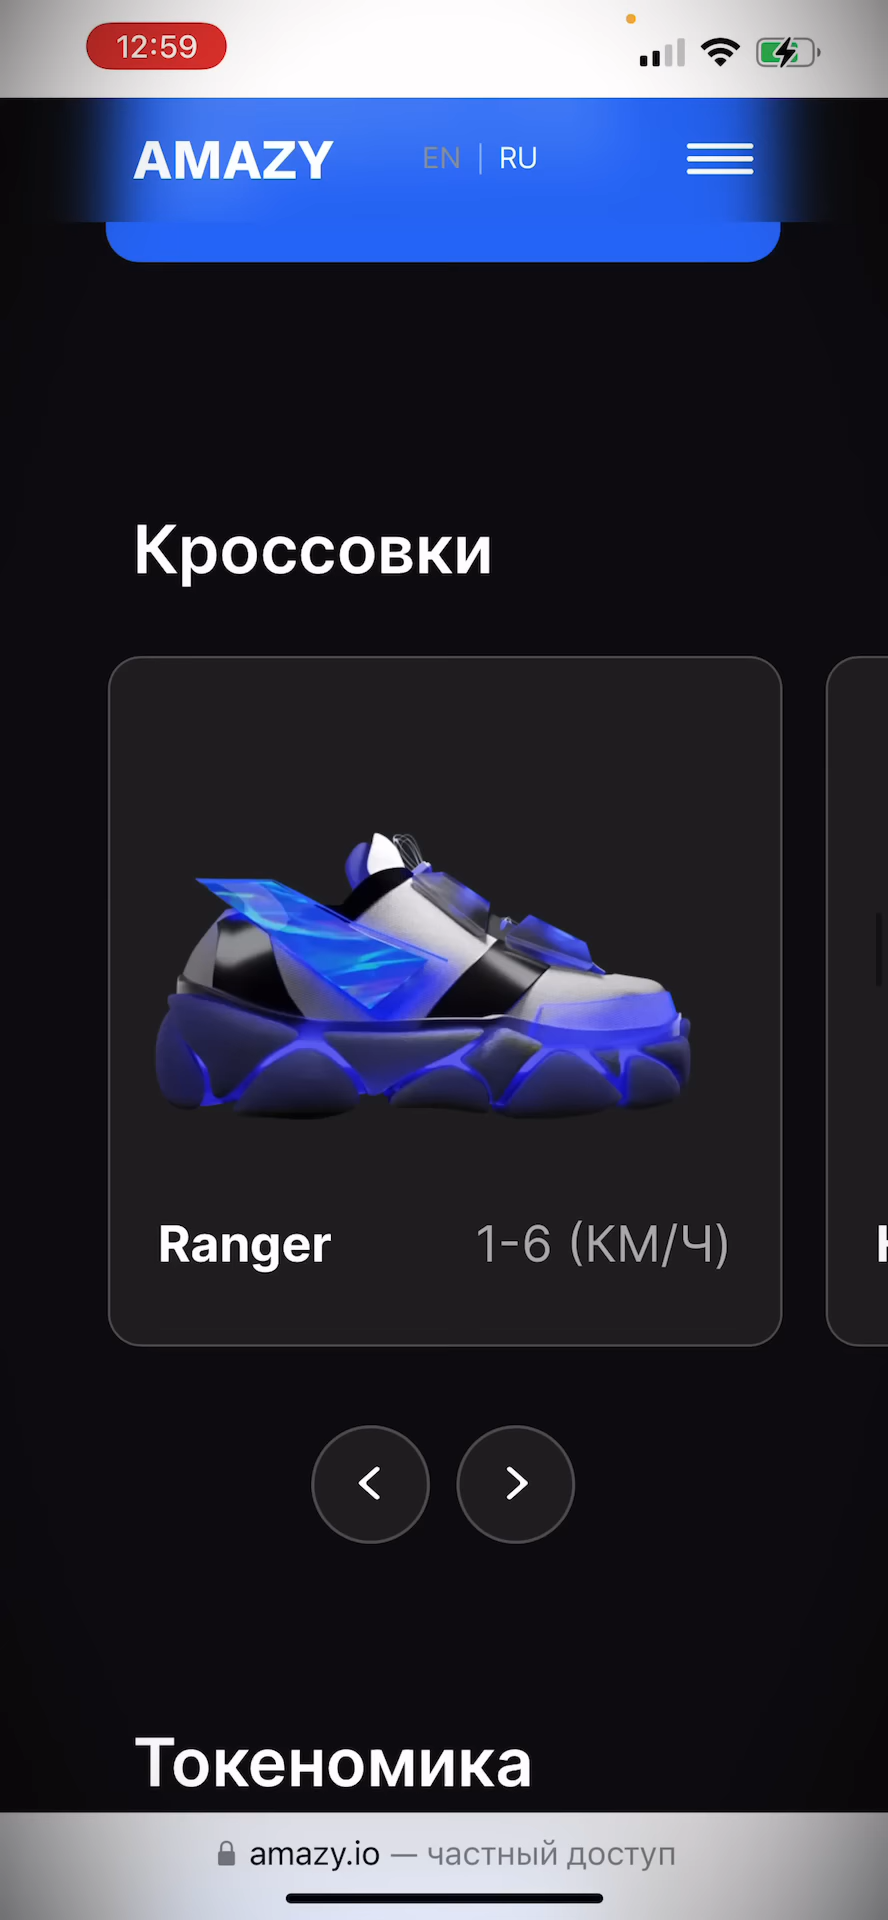 12:59
AMAZY
EN | RU
Кроссовки
Ranger 1-6 (КМ/Ч)
Токеномика
amazy.io — частный доступ